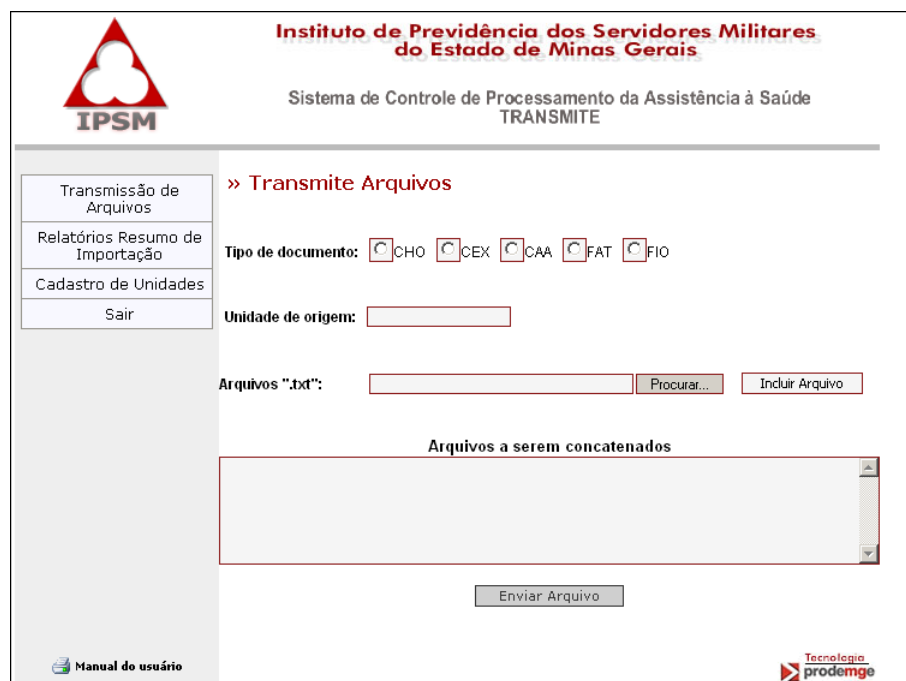 Instituto de Previdência dos Servidores Militares
do Estado de Minas Gerais
Sistema de Controle de Processamento da Assistência à Saúde
TRANSMITE
IPSM
Transmissão de
Arquivos
Relatórios Resumo de
Importação
Cadastro de Unidades
Sair
» Transmite Arquivos
Tipo de documento: CHO CEX CAA FAT FIO
Unidade de origem:
Arquivos ".txt": Procurar... Incluir Arquivo
Arquivos a serem concatenados
Enviar Arquivo
Manual do usuário
Tecnologia
prodemge